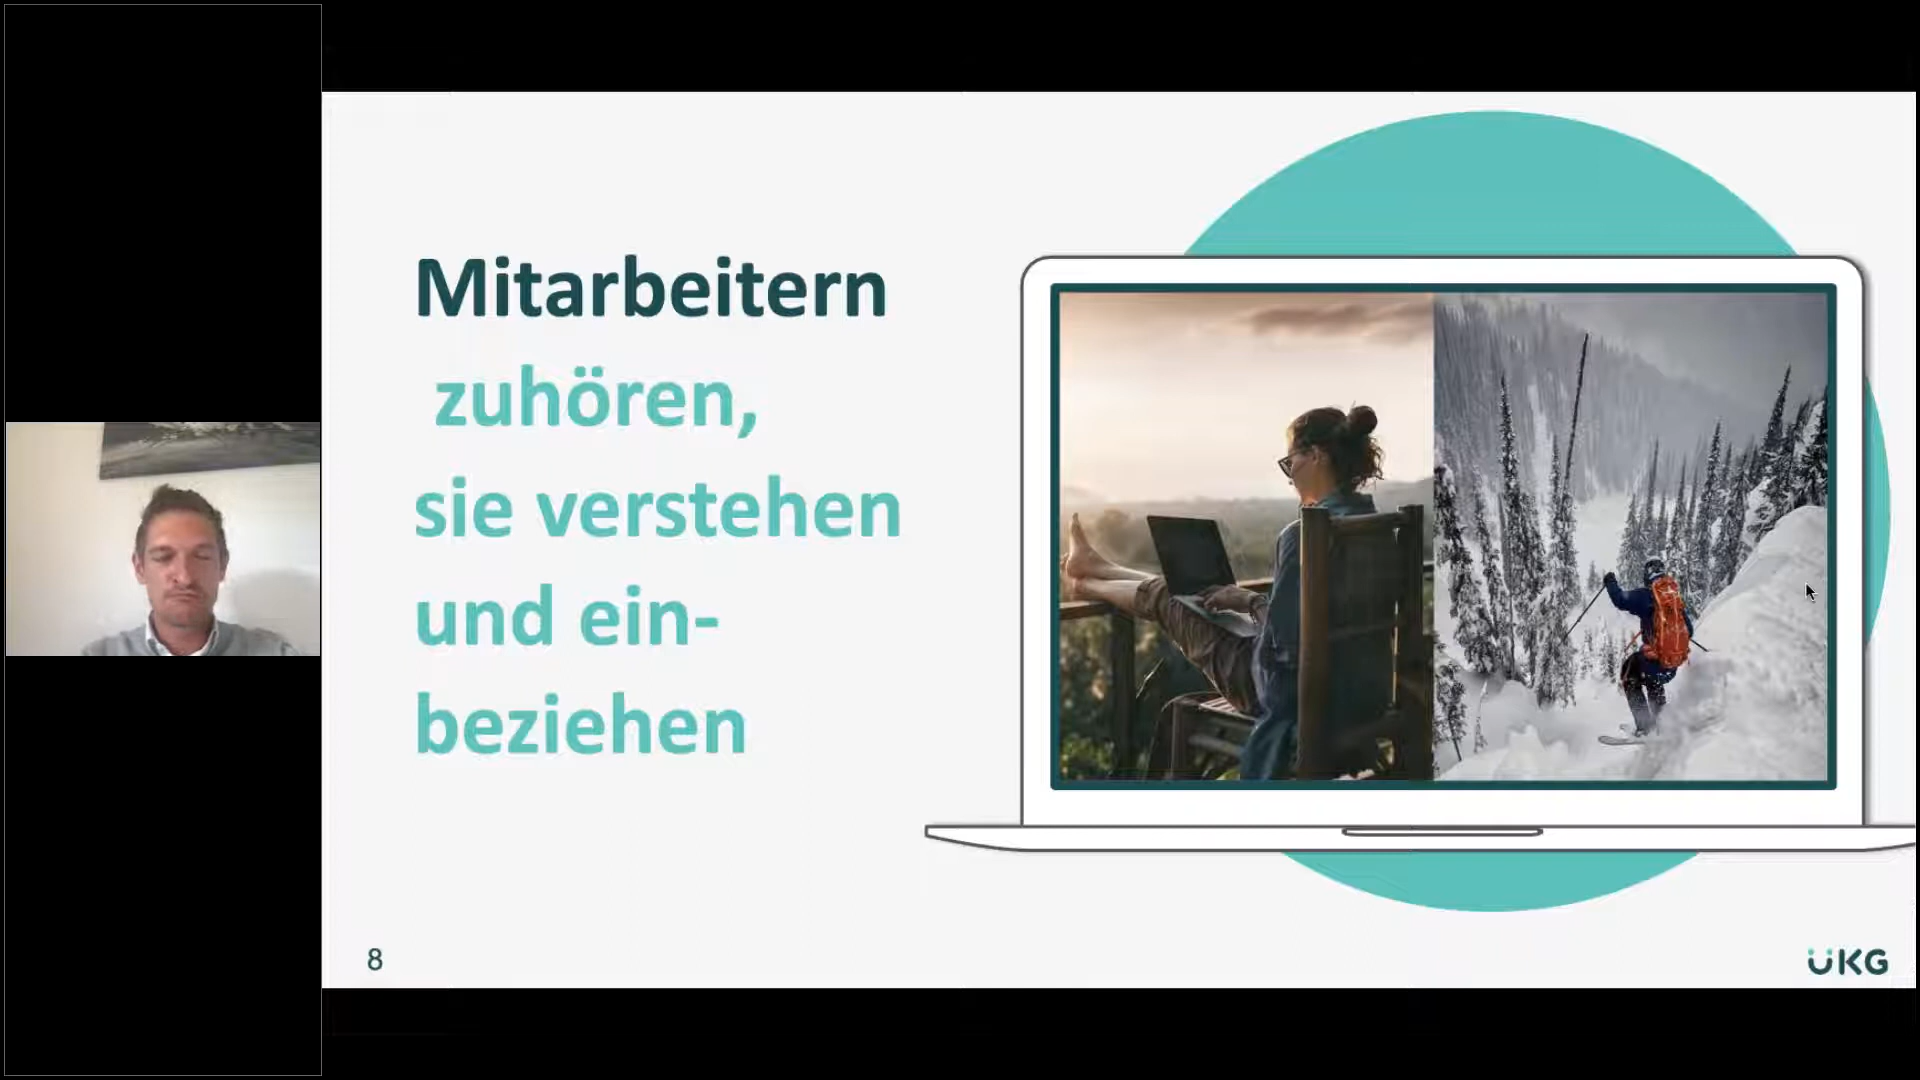 Mitarbeitern
zuhören,
sie verstehen
und ein-
beziehen
8
UKG